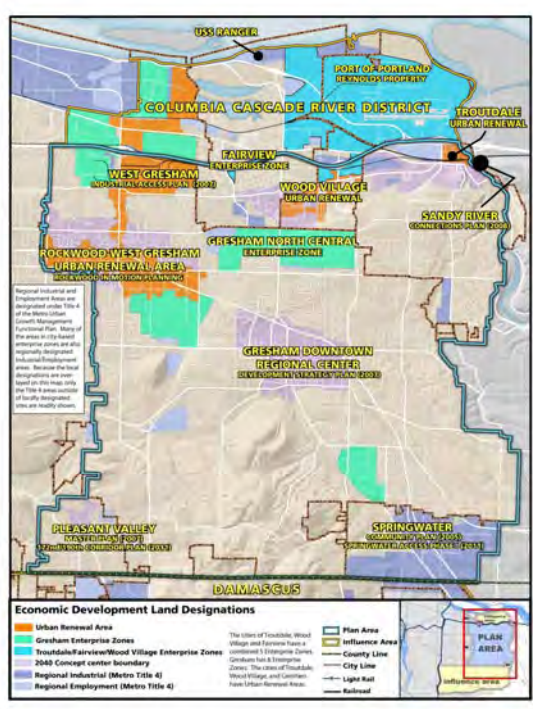 USS RANGER
PORT OF PORTLAND
REYNOLDS PROPERTY
COLUMBIA CASCADE RIVER DISTRICT
TROUTDALE
URBAN RENEWAL
FAIRVIEW
ENTERPRISE ZONE
WEST GRESHAM
INDUSTRIAL ACCESS PLAN
WOOD VILLAGE
URBAN RENEWAL
SANDY RIVER
CONNECTIONS PLAN
GRESHAM NORTH CENTRAL
ENTERPRISE ZONE
ROCKWOOD-WEST GRESHAM
URBAN RENEWAL AREA
ROCKWOOD IN MOTION PLANNING
Regional Industrial and
Employment Areas are
designated under Title 4
of the Metro Urban
Growth Management
Functional Plan. Many of
the areas in city-based
enterprise zones are also
regionally designated
Industrial/Employment
areas. Because the local
designations are over
layed on this map, only
the Title 4 areas outside
of locally designated
sites are readily shown.
GRESHAM DOWNTOWN
REGIONAL CENTER
DEVELOPMENT STRATEGY PLAN
PLEASANT VALLEY
MASTER PLAN
172nd/190th CORRIDOR PLAN
SPRINGWATER
COMMUNITY PLAN (2005)
SPRINGWATER ACCESS PHASE
DAMASCUS
Economic Development Land Designations
Urban Renewal Area
Gresham Enterprise Zones
Troutdale/Fairview/Wood Village Enterprise Zones
2040 Concept center boundary
Regional Industrial (Metro Title 4)
Regional Employment (Metro Title 4)
The cities of Troutdale, Wood
Village and Fairview have a
combined 5 Enterprise Zones.
Gresham has 8 Enterprise
Zones. The cities of Troutdale,
Wood Village, and Gresham
have Urban Renewal Areas.
Plan Area
Influence Area
County Line
City Line
Light Rail
Railroad
PLAN
AREA
influence area